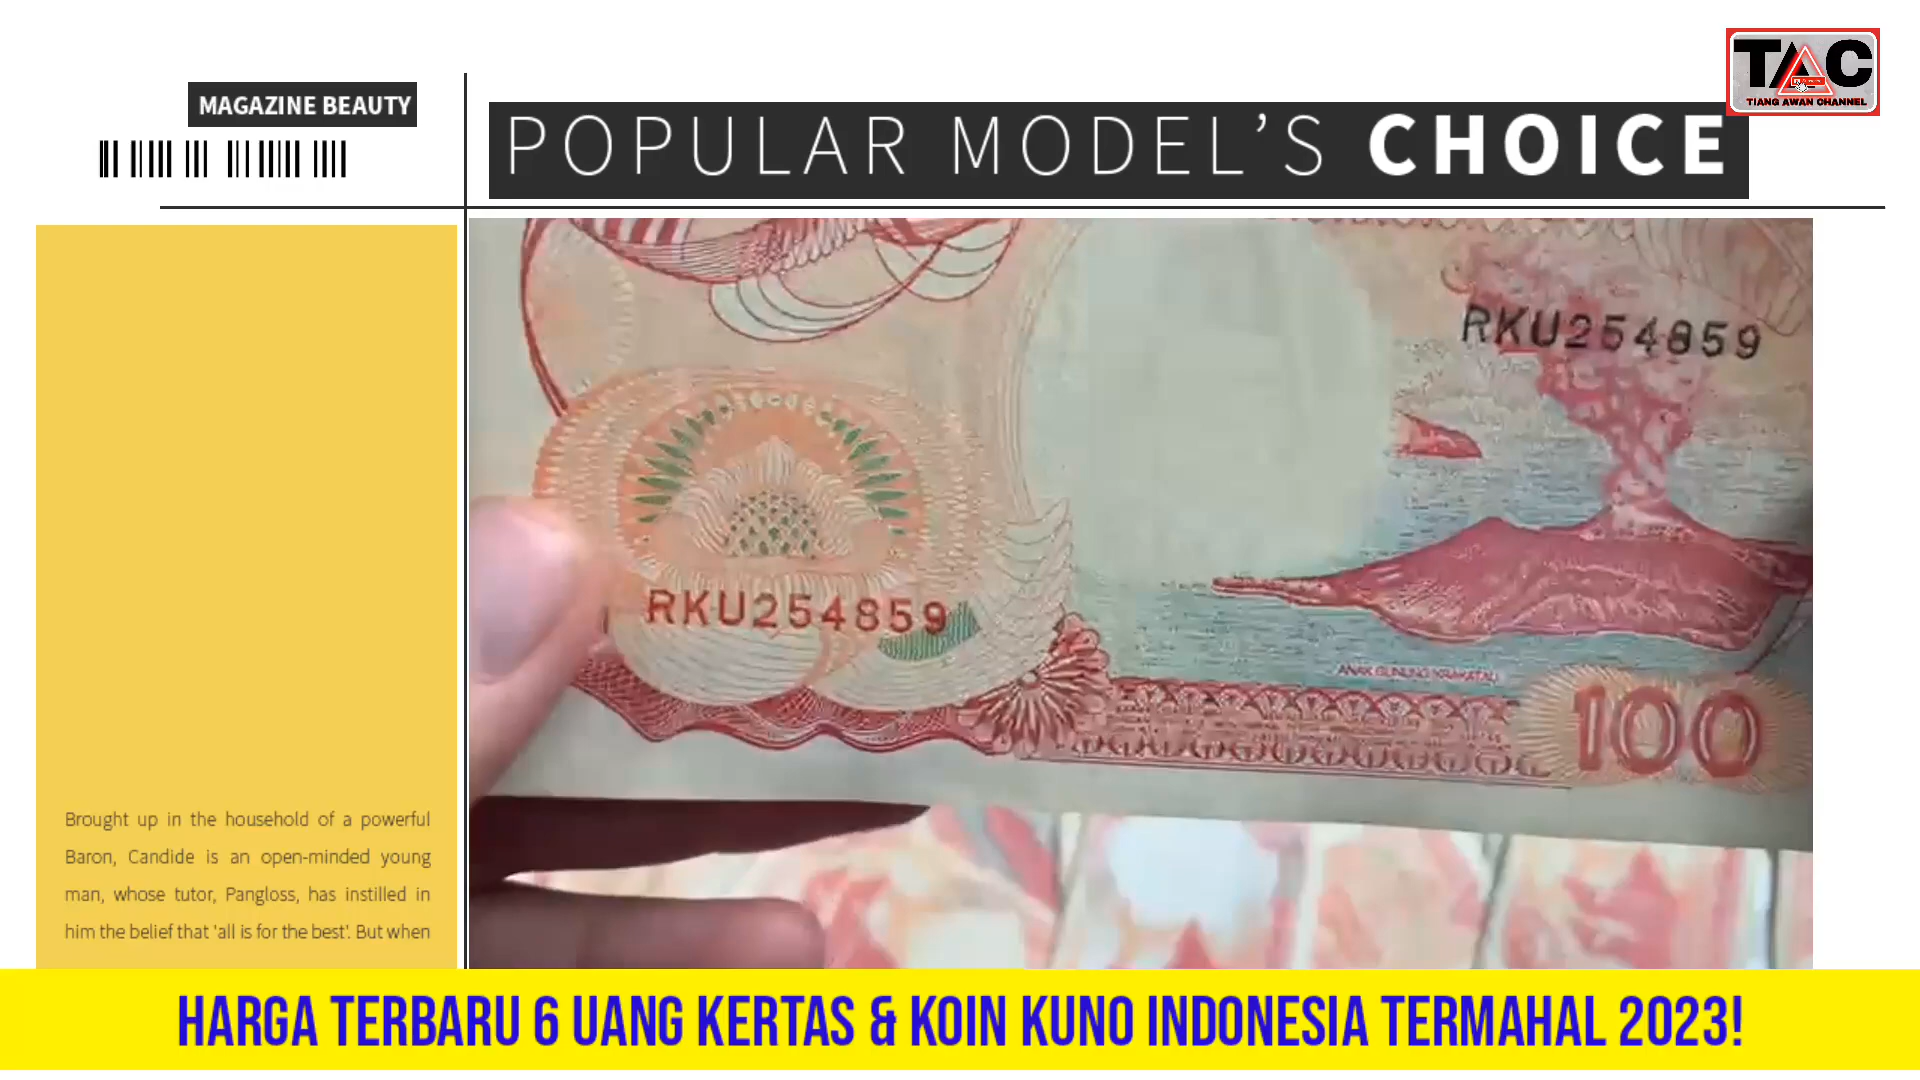 TAC
TIANG AWAN CHANNEL
MAGAZINE BEAUTY
POPULAR MODEL’S CHOICE
RKU254859
RKU254859
ANAK GUNUNG KRAKATAU
100
Brought up in the household of a powerful
Baron, Candide is an open-minded young
man, whose tutor, Pangloss, has instilled in
him the belief that 'all is for the best'. But when
HARGA TERBARU 6 UANG KERTAS & KOIN KUNO INDONESIA TERMAHAL 2023!